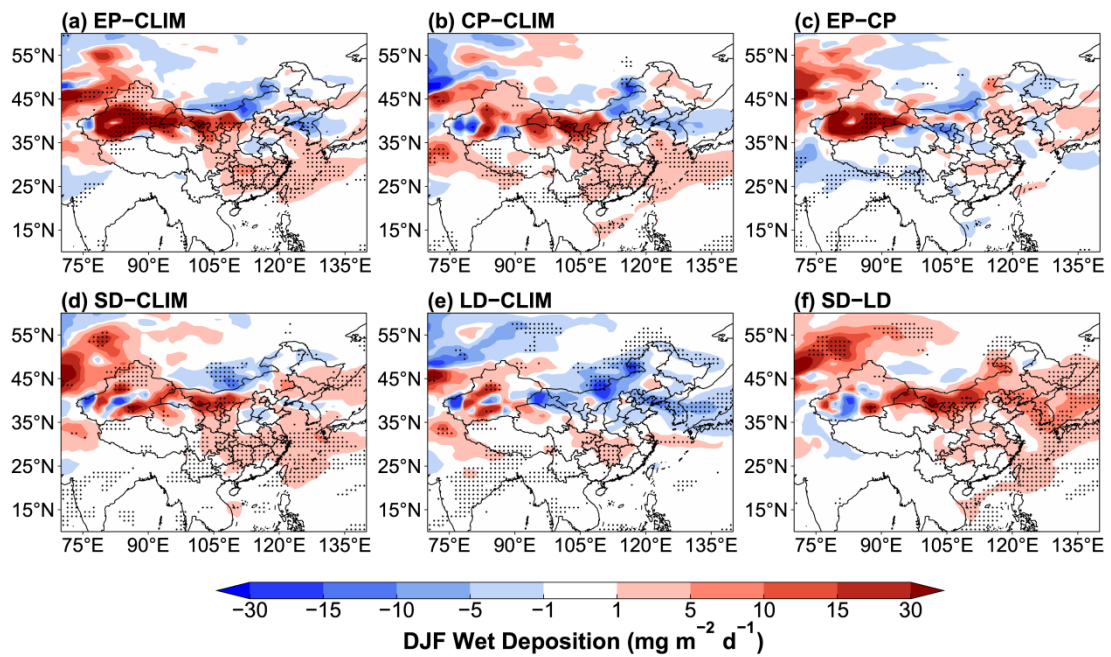 (a) EP−CLIM (b) CP−CLIM (c) EP−CP
55°N 55°N 55°N
45°N 45°N 45°N
35°N 35°N 35°N
25°N 25°N 25°N
15°N 15°N 15°N
75°E 90°E 105°E 120°E 135°E 75°E 90°E 105°E 120°E 135°E 75°E 90°E 105°E 120°E 135°E
(d) SD−CLIM (e) LD−CLIM (f) SD−LD
55°N 55°N 55°N
45°N 45°N 45°N
35°N 35°N 35°N
25°N 25°N 25°N
15°N 15°N 15°N
75°E 90°E 105°E 120°E 135°E 75°E 90°E 105°E 120°E 135°E 75°E 90°E 105°E 120°E 135°E
−30 −15 −10 −5 −1 1 5 10 15 30
DJF Wet Deposition (mg m⁻² d⁻¹)